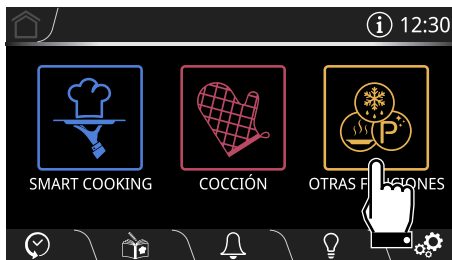 i 12:30
SMART COOKING
COCCIÓN
P
OTRAS FUNCIONES